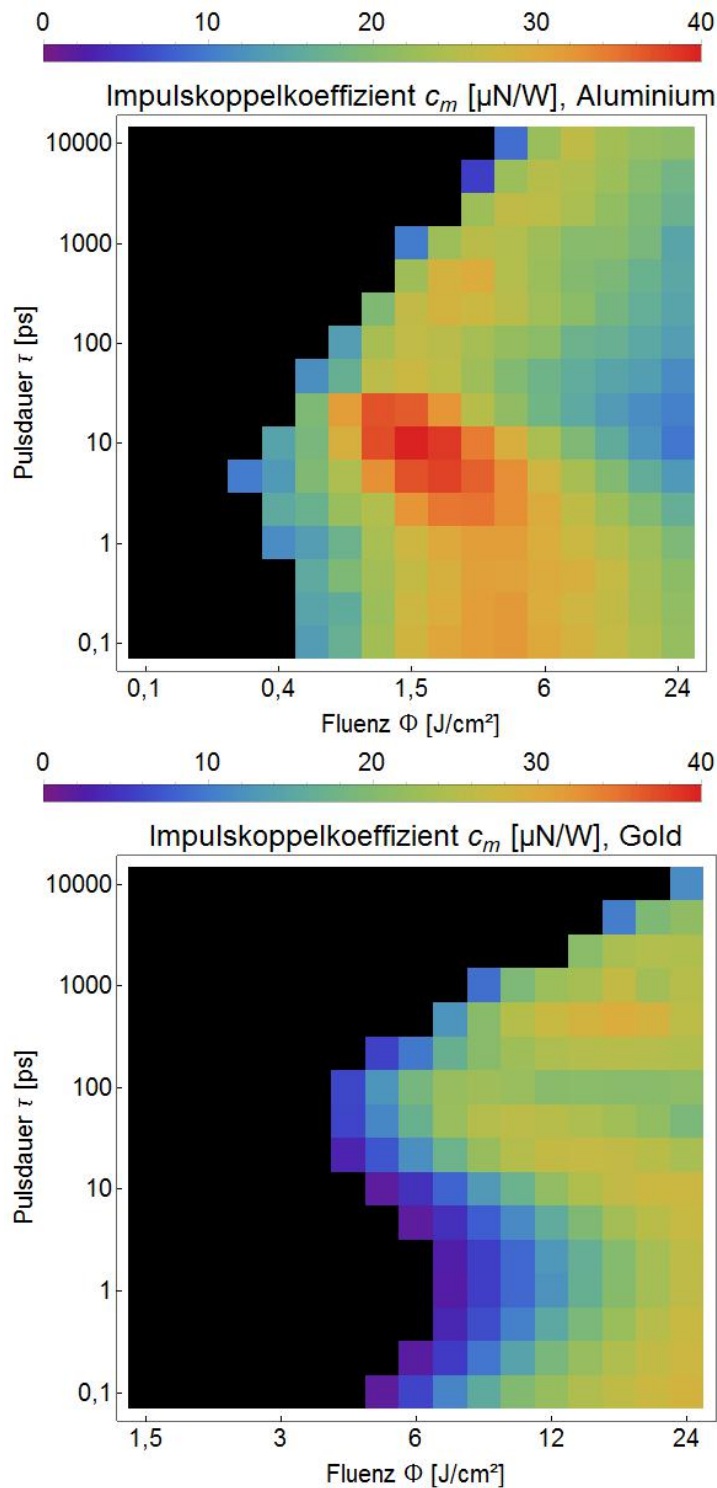 0 10 20 30 40
Impulskoppelkoeffizient cm [µN/W], Aluminium
10000
1000
100
10
1
0,1
Pulsdauer τ [ps]
0,1 0,4 1,5 6 24
Fluenz Φ [J/cm²]
0 10 20 30 40
Impulskoppelkoeffizient cm [µN/W], Gold
10000
1000
100
10
1
0,1
Pulsdauer τ [ps]
1,5 3 6 12 24
Fluenz Φ [J/cm²]